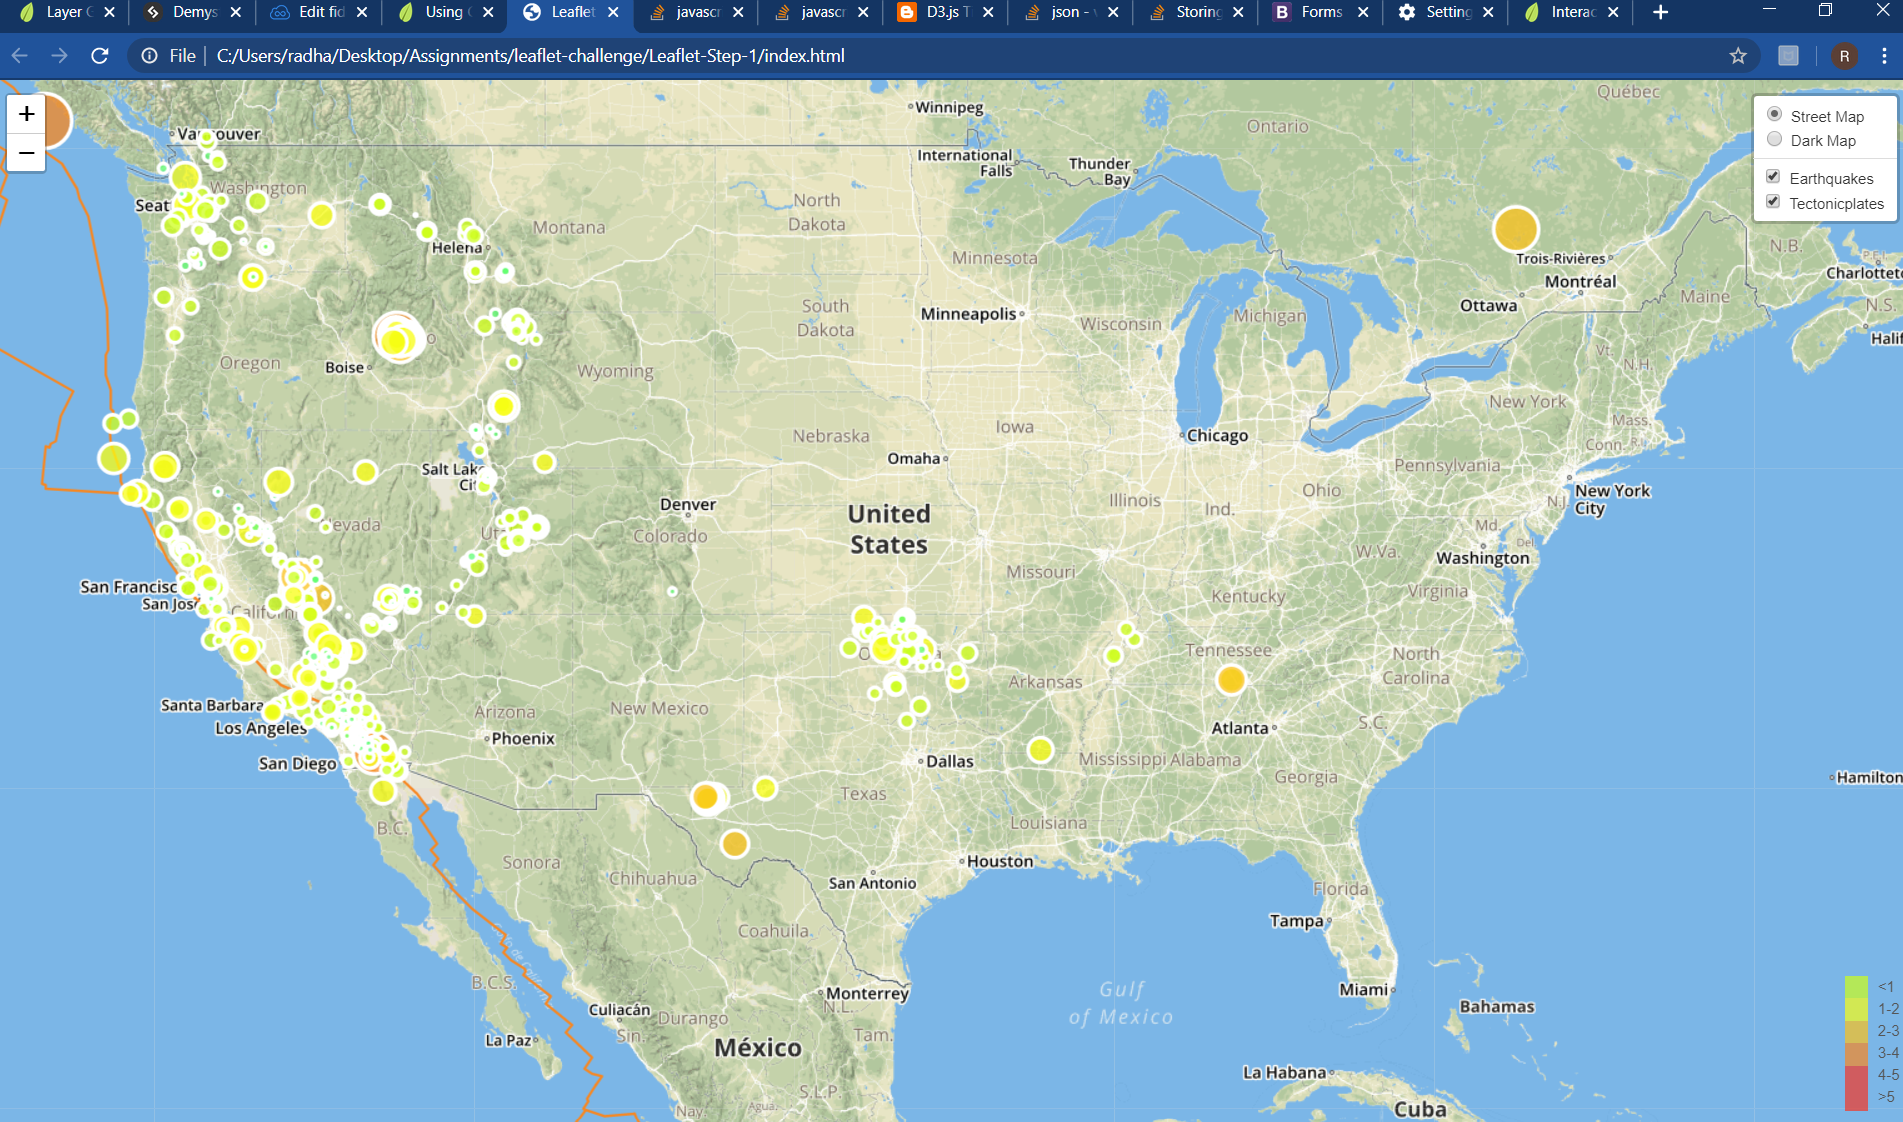 Layer G
Demys
Edit fid
Using
Leaflet
javascr
javascr
D3.js T
json -
Storing
Forms
Setting
Interac
File
C:/Users/radha/Desktop/Assignments/leaflet-challenge/Leaflet-Step-1/index.html
R
+
−
Street Map
Dark Map
Earthquakes
Tectonicplates
Québec
Winnipeg
Ontario
Vancouver
International
Falls
Thunder
Bay
Washington
Seat
North
Dakota
Montana
Helena
Minnesota
Trois-Rivières
Montréal
N.B.
P.E.I.
Charlottet
Ottawa
Maine
N.S.
Halif
South
Dakota
Minneapolis
Wisconsin
Michigan
Oregon
Boise
Wyoming
Vt.
N.H.
New York
Mass.
Conn.
R.I.
Nebraska
Iowa
Chicago
Omaha
Salt Lake
Cit
Pennsylvania
Illinois
Ind.
Ohio
N.J.
New York
City
Denver
United
States
Nevada
Ut
Colorado
Md.
Del
W.Va.
Washington
San Francisc
San Jose
California
Missouri
Kentucky
Virginia
Tennessee
North
Carolina
Arkansas
Santa Barbara
Los Angeles
Arizona
New Mexico
Phoenix
Atlanta
S.C.
San Diego
Dallas
Mississippi
Alabama
Georgia
Hamilton
Texas
Louisiana
B.C.
Sonora
Chihuahua
Houston
San Antonio
Florida
Tampa
Coahuila
B.C.S.
Monterrey
N.L.
Gulf
of Mexico
Miami
Bahamas
Culiacán
Durango
Sin.
Tam.
La Paz
México
La Habana
S.L.P.
Nay.
Agua.
Cuba
<1
1-2
2-3
3-4
4-5
>5